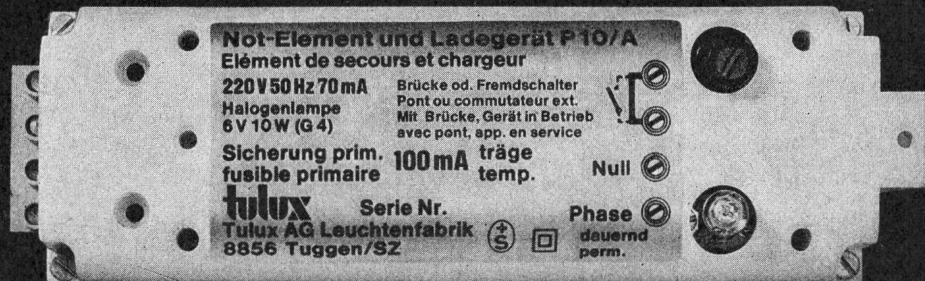 Not-Element und Ladegerät P10/A
Elément de secours et chargeur
220 V 50 Hz 70 mA
Halogenlampe
6 V 10 W (G 4)
Brücke od. Fremdschalter
Pont ou commutateur ext.
Mit Brücke, Gerät in Betrieb
avec pont, app. en service
Sicherung prim. 100 mA träge
fusible primaire temp.
Null
tulux Serie Nr.
Tulux AG Leuchtenfabrik
8856 Tuggen/SZ
+S
Phase
dauernd
perm.